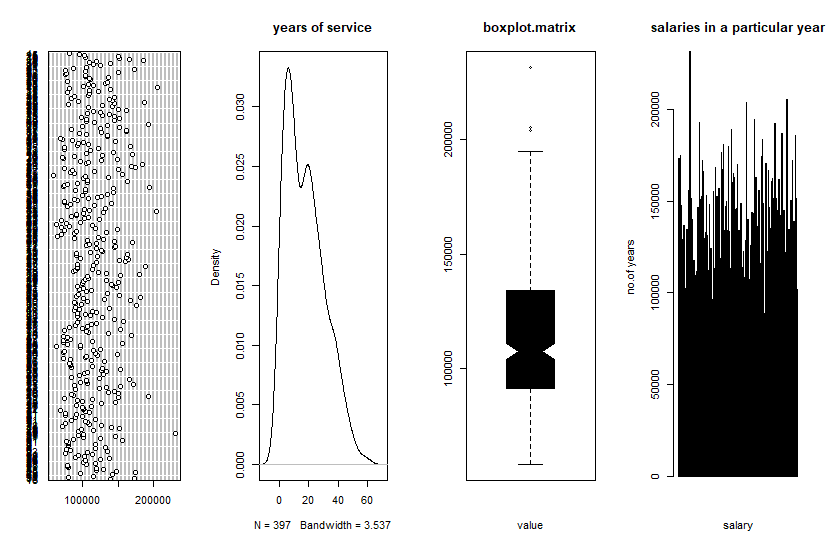 years of service
boxplot.matrix
salaries in a particular year
100000
200000
Density
0.000
0.005
0.010
0.015
0.020
0.025
0.030
0
20
40
60
N = 397 Bandwidth = 3.537
100000
150000
200000
value
no.of years
0
50000
100000
150000
200000
salary